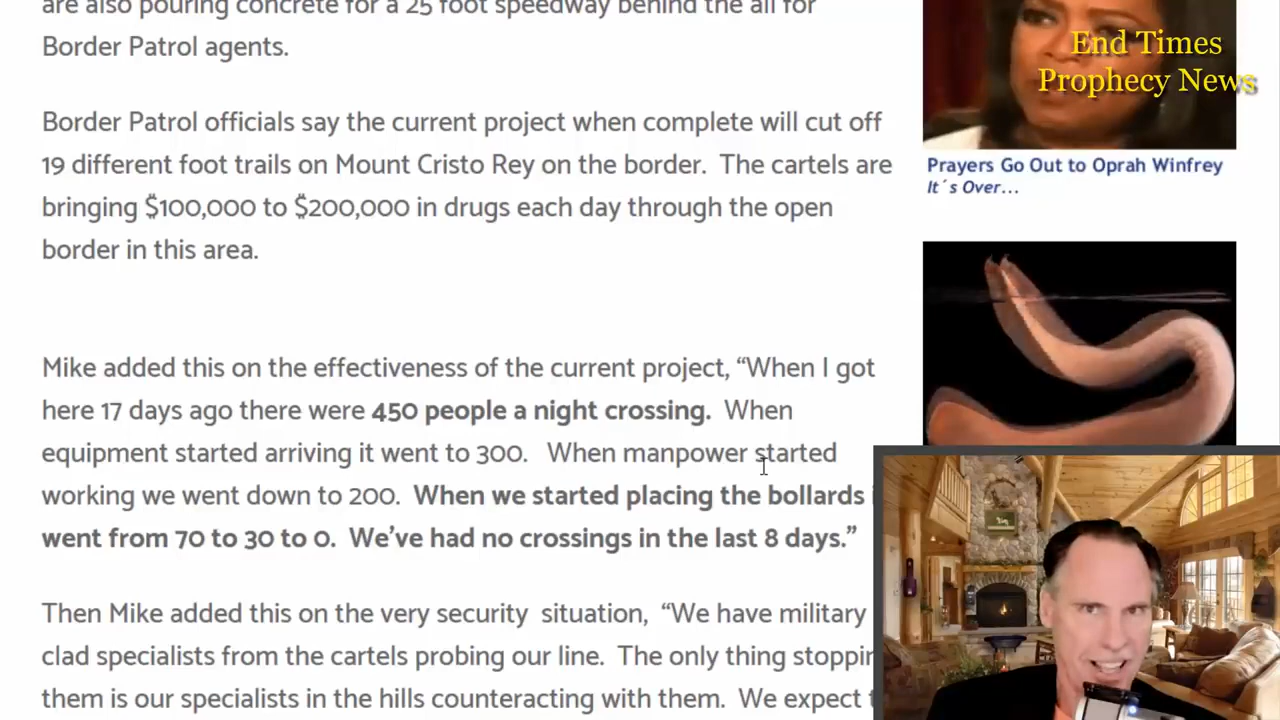 are also pouring concrete for a 25 foot speedway behind the all for
Border Patrol agents.
Border Patrol officials say the current project when complete will cut off
19 different foot trails on Mount Cristo Rey on the border.  The cartels are
bringing $100,000 to $200,000 in drugs each day through the open
border in this area.
Mike added this on the effectiveness of the current project, “When I got
here 17 days ago there were 450 people a night crossing.  When
equipment started arriving it went to 300.   When manpower started
working we went down to 200.  When we started placing the bollards
went from 70 to 30 to 0.  We’ve had no crossings in the last 8 days.”
Then Mike added this on the very security  situation,  “We have military
clad specialists from the cartels probing our line.  The only thing
them is our specialists in the hills counteracting with them.  We expect
End Times
Prophecy News
Prayers Go Out to Oprah Winfrey
It´s Over...